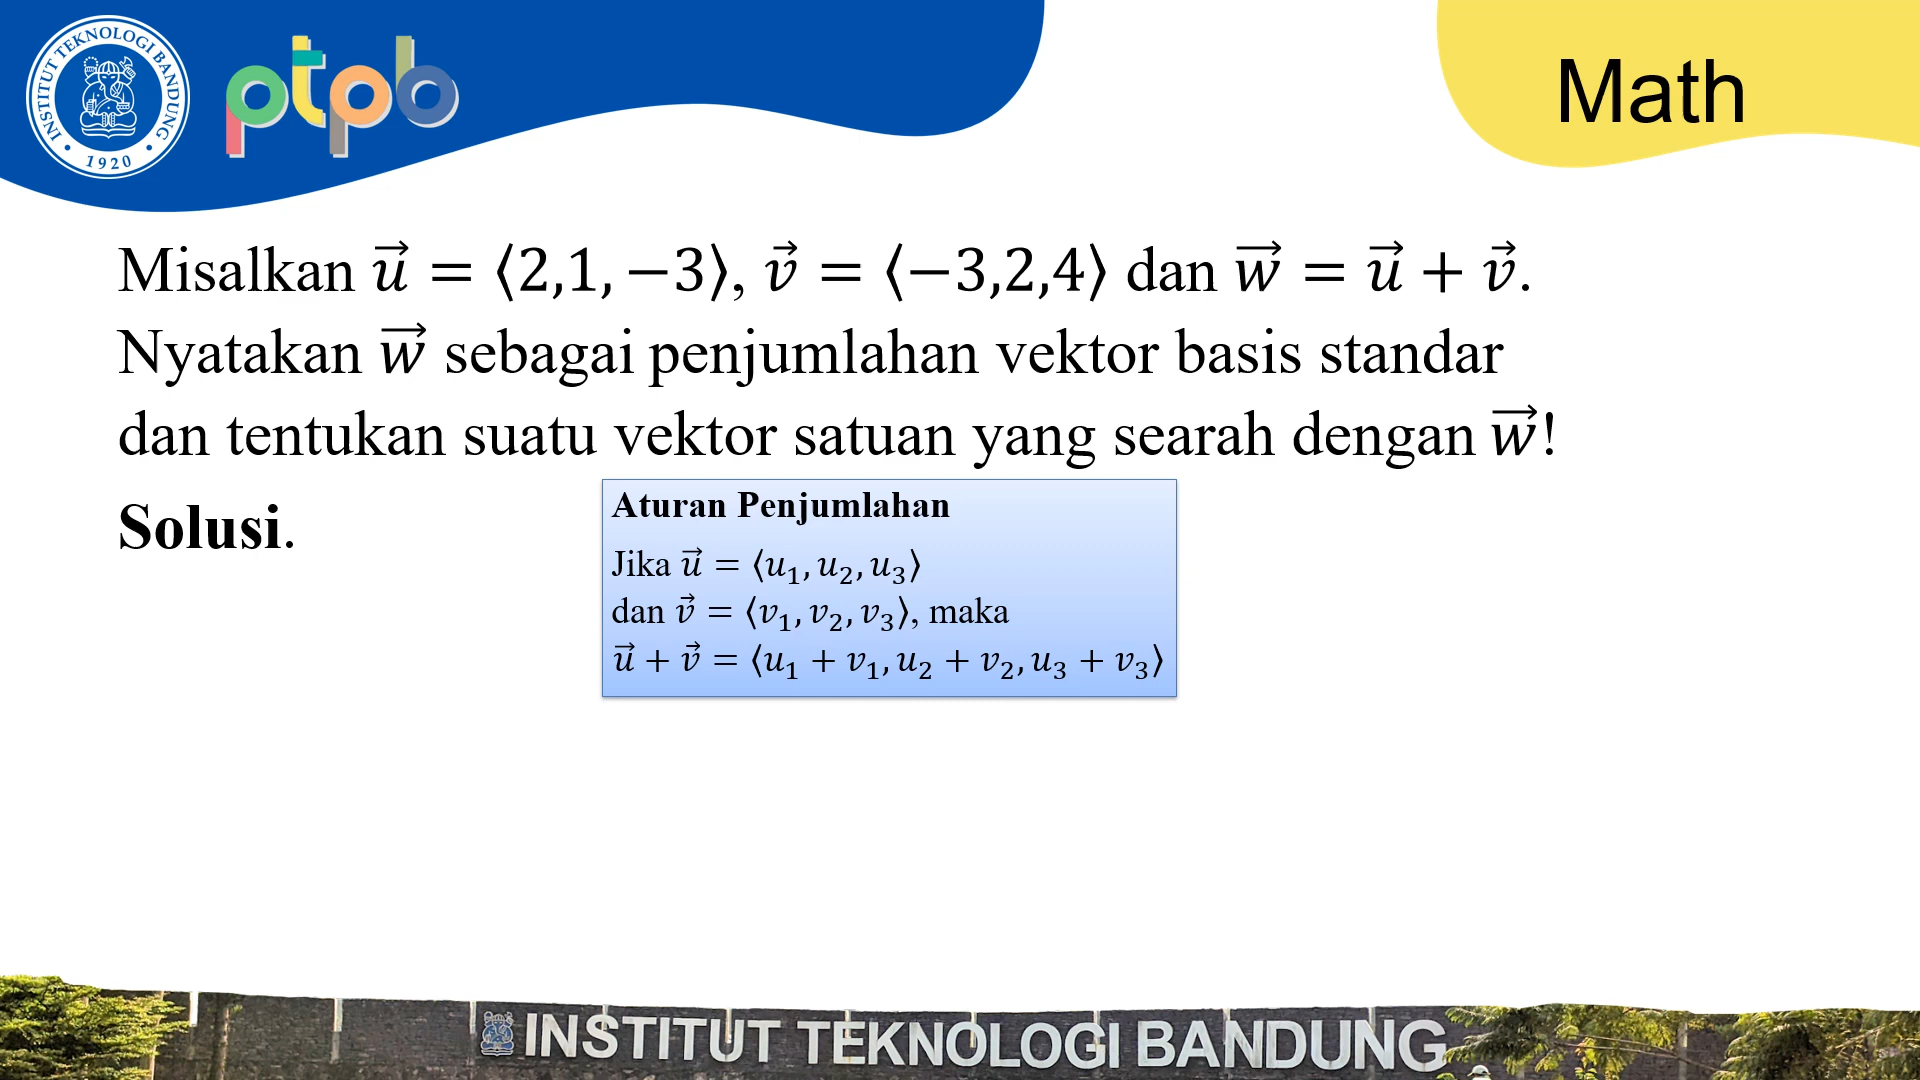 INSTITUT TEKNOLOGI BANDUNG
1920
ptpb
Math
Misalkan u⃗ = ⟨2,1,−3⟩, v⃗ = ⟨−3,2,4⟩ dan w⃗ = u⃗ + v⃗.
Nyatakan w⃗ sebagai penjumlahan vektor basis standar
dan tentukan suatu vektor satuan yang searah dengan w⃗!
Solusi.
Aturan Penjumlahan
Jika u⃗ = ⟨u₁, u₂, u₃⟩
dan v⃗ = ⟨v₁, v₂, v₃⟩, maka
u⃗ + v⃗ = ⟨u₁ + v₁, u₂ + v₂, u₃ + v₃⟩
INSTITUT TEKNOLOGI BANDUNG